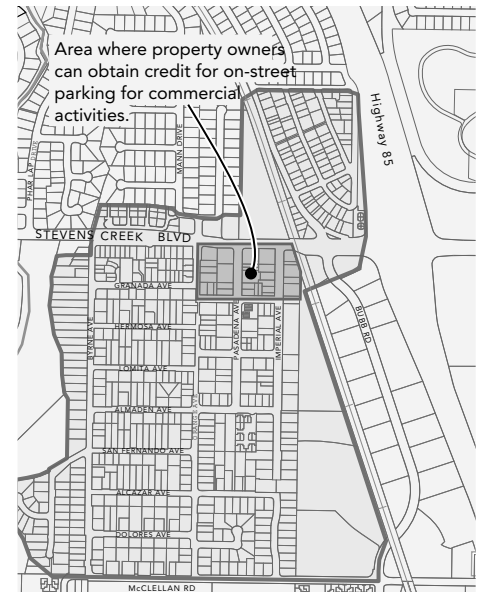 Area where property owners
can obtain credit for on-street
parking for commercial
activities.
Highway 85
PHAR LAP DRIVE
MANN DRIVE
STEVENS CREEK BLVD
GRANADA AVE
HERMOSA AVE
BYRNE AVE
PASADENA AVE
IMPERIAL AVE
BUBB RD
LOMITA AVE
ALMADEN AVE
ORANGE AVE
SAN FERNANDO AVE
ALCAZAR AVE
DOLORES AVE
McCLELLAN RD